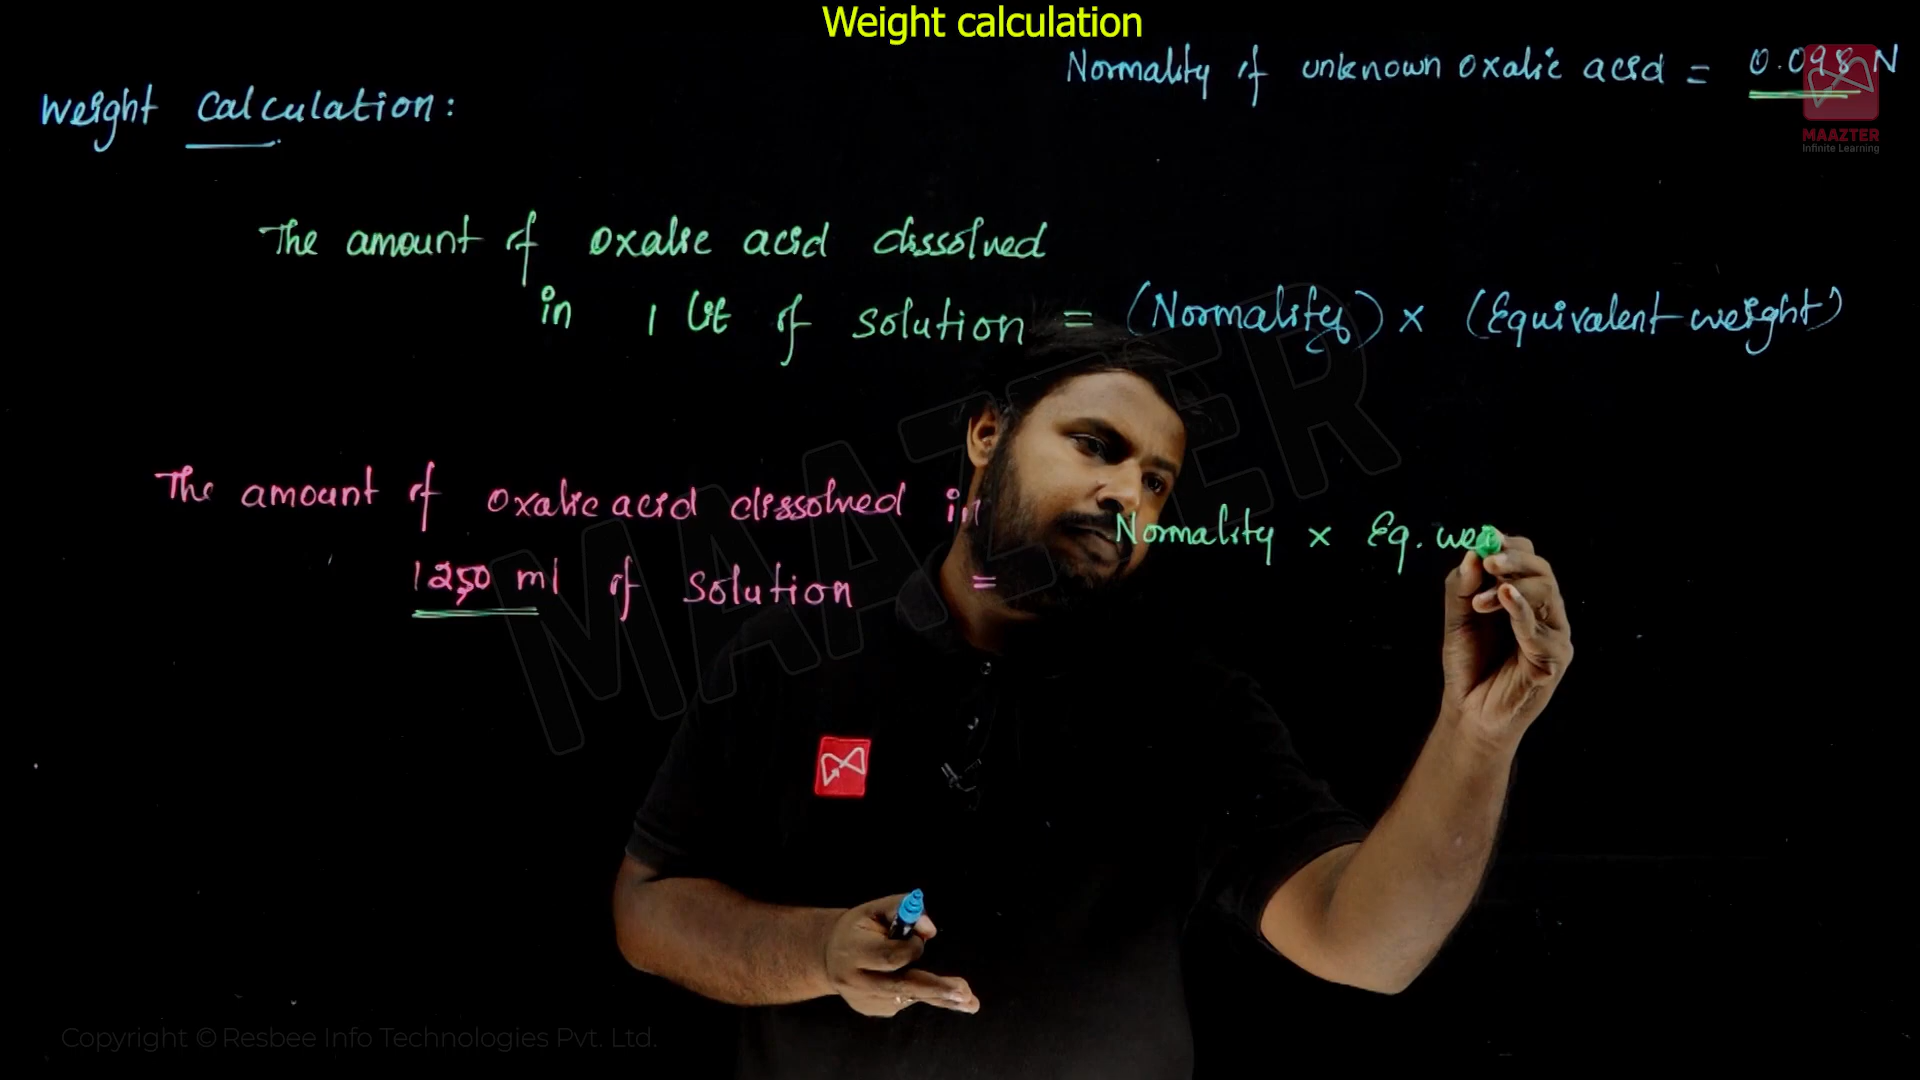 Weight calculation
Normality of unknown oxalic acid = 0.098 N
Weight Calculation:
MAAZTER
Infinite Learning
The amount of oxalic acid dissolved
in 1 lit of solution = (Normality) x (Equivalent weight)
MAAZTER
The amount of oxalic acid dissolved in
1250 ml of solution =
Normality x Eq. wei
Copyright © Resbee Info Technologies Pvt. Ltd.